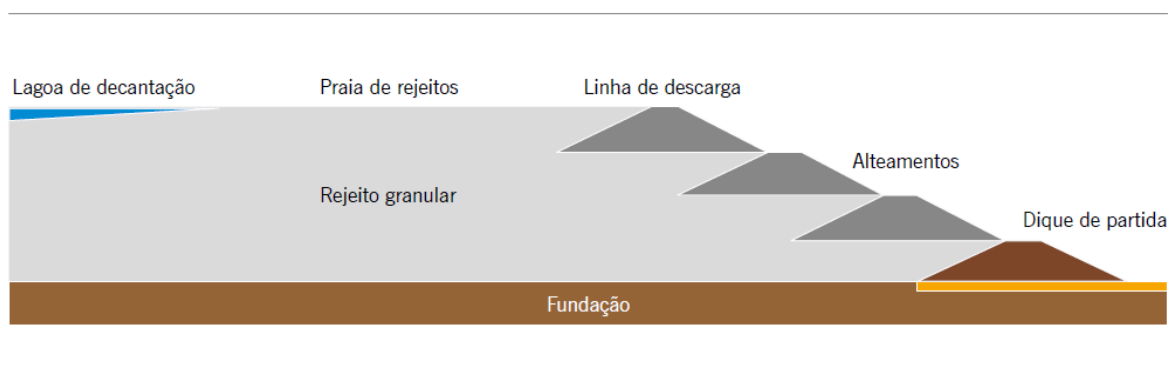 Lagoa de decantação
Praia de rejeitos
Linha de descarga
Alteamentos
Rejeito granular
Dique de partida
Fundação